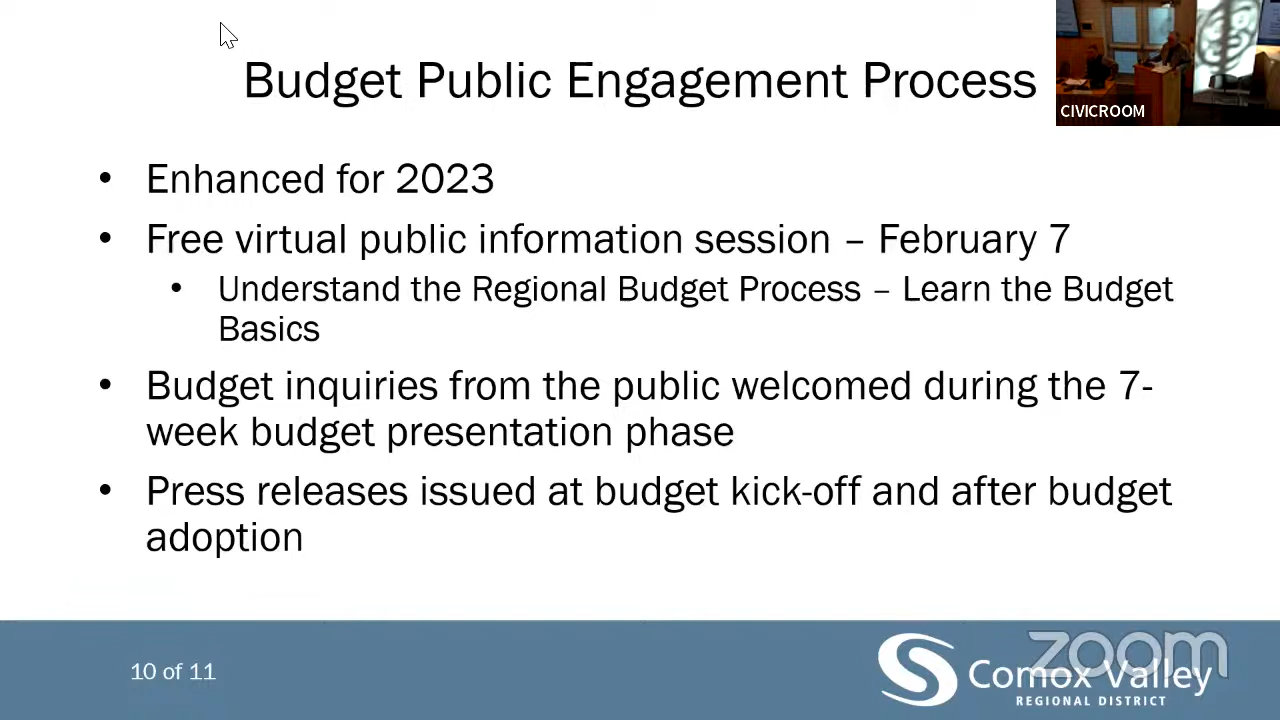 Budget Public Engagement Process
CIVICROOM
• Enhanced for 2023
• Free virtual public information session – February 7
• Understand the Regional Budget Process – Learn the Budget
Basics
• Budget inquiries from the public welcomed during the 7-
week budget presentation phase
• Press releases issued at budget kick-off and after budget
adoption
10 of 11
zoom
Comox Valley
REGIONAL DISTRICT